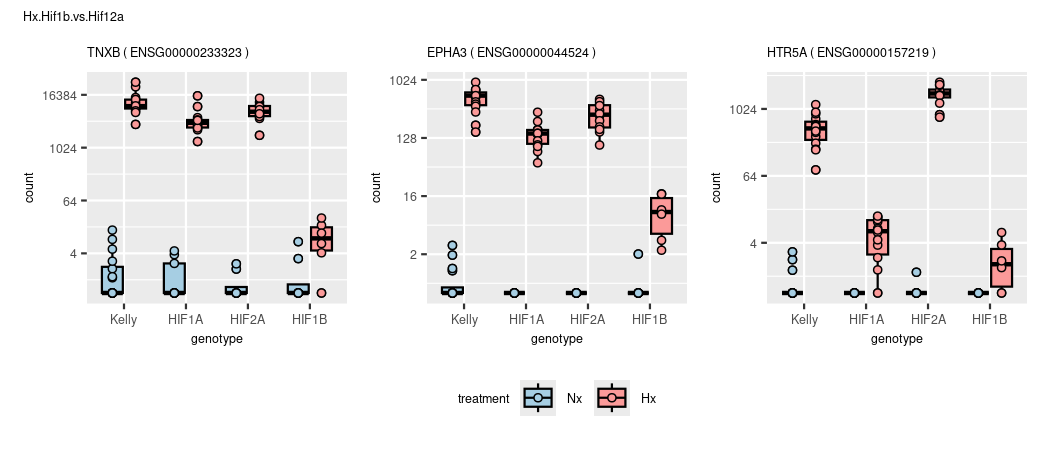 Hx.Hif1b.vs.Hif12a
TNXB ( ENSG00000233323 )
16384
1024
64
4
count
Kelly HIF1A HIF2A HIF1B
genotype
EPHA3 ( ENSG00000044524 )
1024
128
16
2
count
Kelly HIF1A HIF2A HIF1B
genotype
HTR5A ( ENSG00000157219 )
1024
64
4
count
Kelly HIF1A HIF2A HIF1B
genotype
treatment Nx Hx